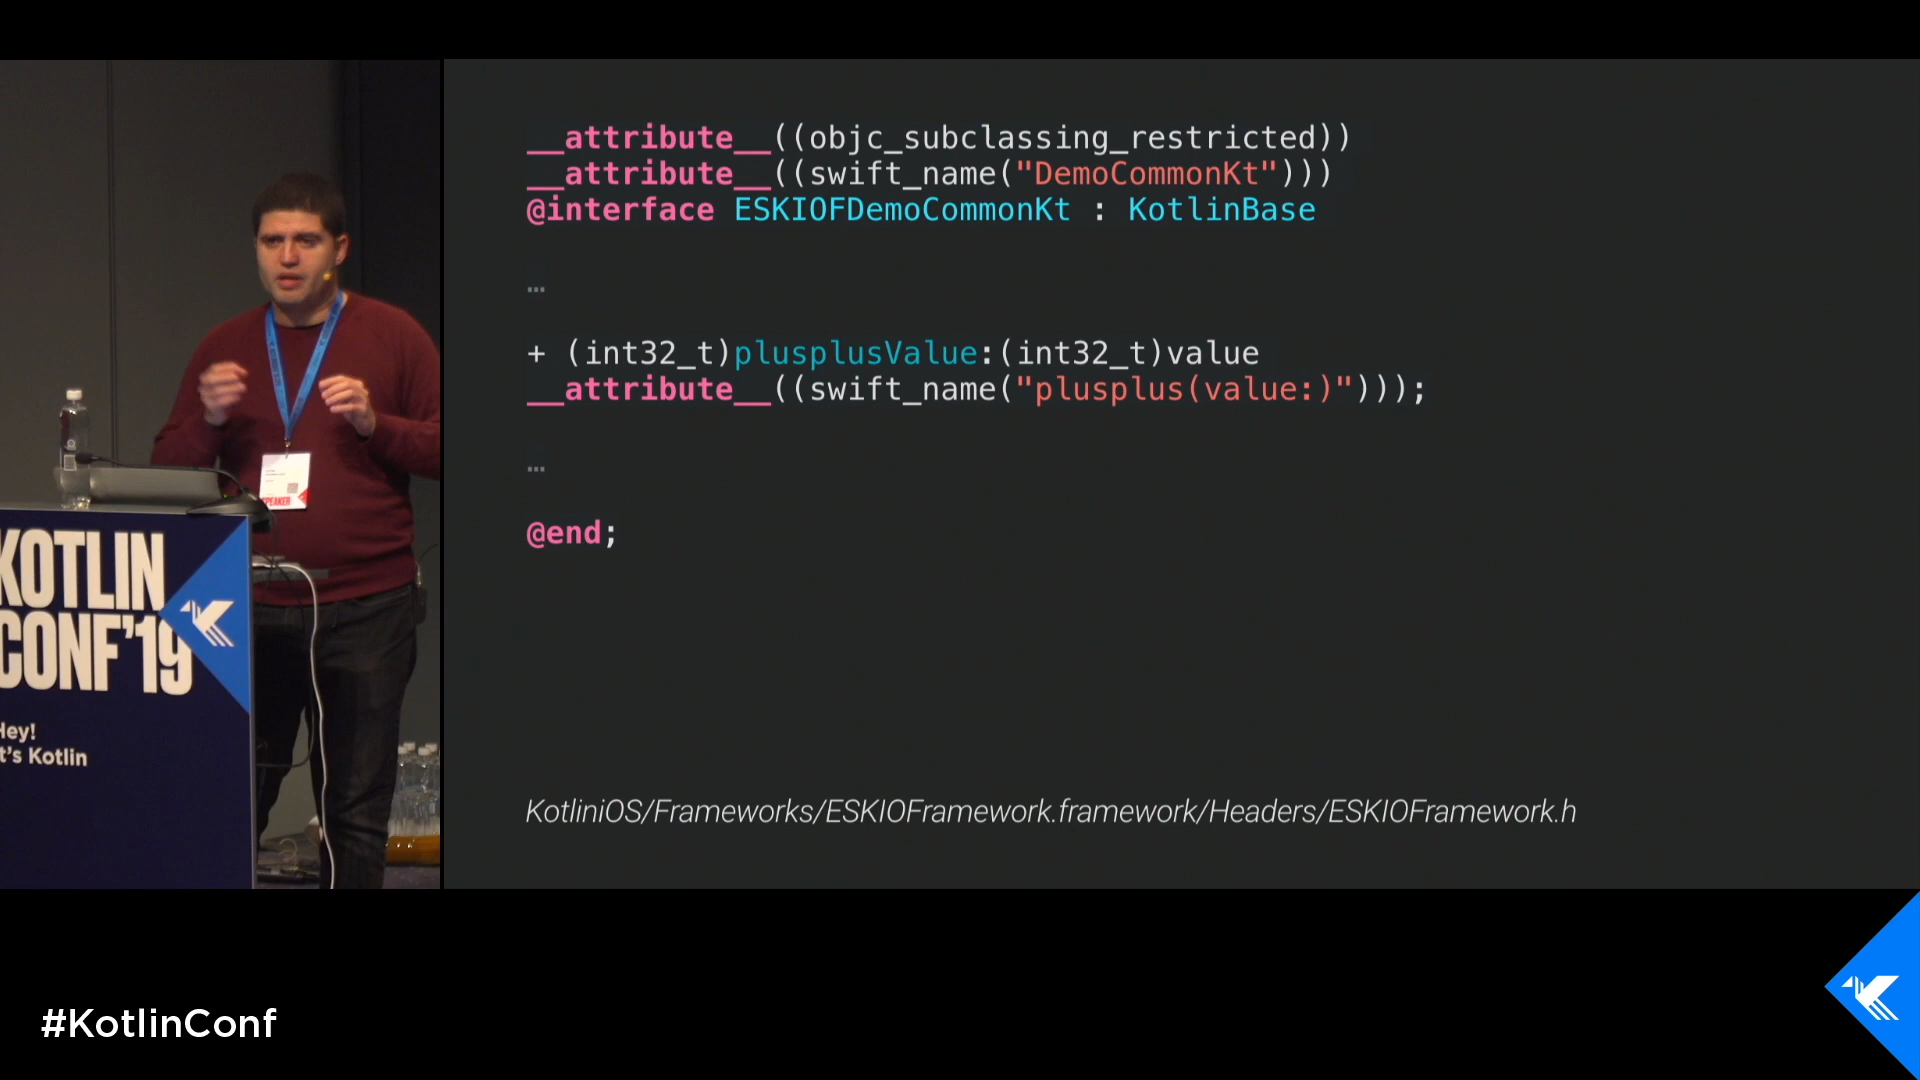 __attribute__((objc_subclassing_restricted))
__attribute__((swift_name("DemoCommonKt")))
@interface ESKIOFDemoCommonKt : KotlinBase
…
+ (int32_t)plusplusValue:(int32_t)value
__attribute__((swift_name("plusplus(value:)")));
…
@end;
KotliniOS/Frameworks/ESKIOFramework.framework/Headers/ESKIOFramework.h
SPEAKER
KOTLIN
CONF'19
Hey!
t's Kotlin
#KotlinConf